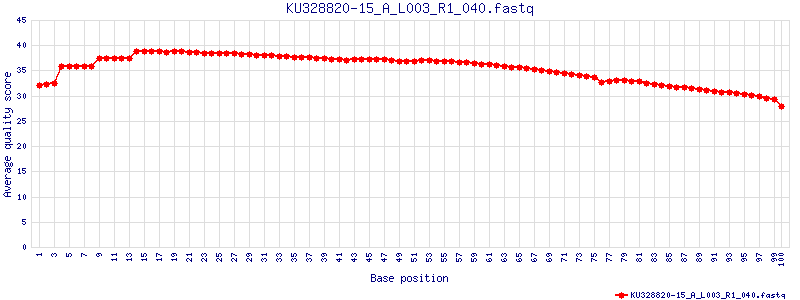 KU328820-15_A_L003_R1_040.fastq
45
40
35
30
25
20
15
10
5
0
Average quality score
1 3 5 7 9 11 13 15 17 19 21 23 25 27 29 31 33 35 37 39 41 43 45 47 49 51 53 55 57 59 61 63 65 67 69 71 73 75 77 79 81 83 85 87 89 91 93 95 97 99 100
Base position
KU328820-15_A_L003_R1_040.fastq